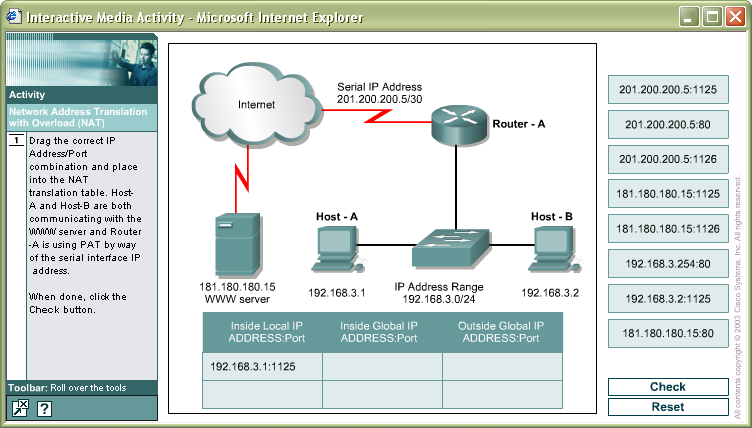 Interactive Media Activity - Microsoft Internet Explorer
Activity
Network Address Translation
with Overload (NAT)
1
Drag the correct IP
Address/Port
combination and place
into the NAT
translation table. Host-
A and Host-B are both
communicating with the
WWW server and Router
-A is using PAT by way
of the serial interface IP
address.
When done, click the
Check button.
Toolbar: Roll over the tools
?
Internet
Serial IP Address
201.200.200.5/30
Router - A
Host - A
Host - B
181.180.180.15
WWW server
192.168.3.1
IP Address Range
192.168.3.0/24
192.168.3.2
Inside Local IP
ADDRESS:Port
Inside Global IP
ADDRESS:Port
Outside Global IP
ADDRESS:Port
192.168.3.1:1125
201.200.200.5:1125
201.200.200.5:80
201.200.200.5:1126
181.180.180.15:1125
181.180.180.15:1126
192.168.3.254:80
192.168.3.2:1125
181.180.180.15:80
Check
Reset
All contents copyright © 2003 Cisco Systems, Inc. All rights reserved.